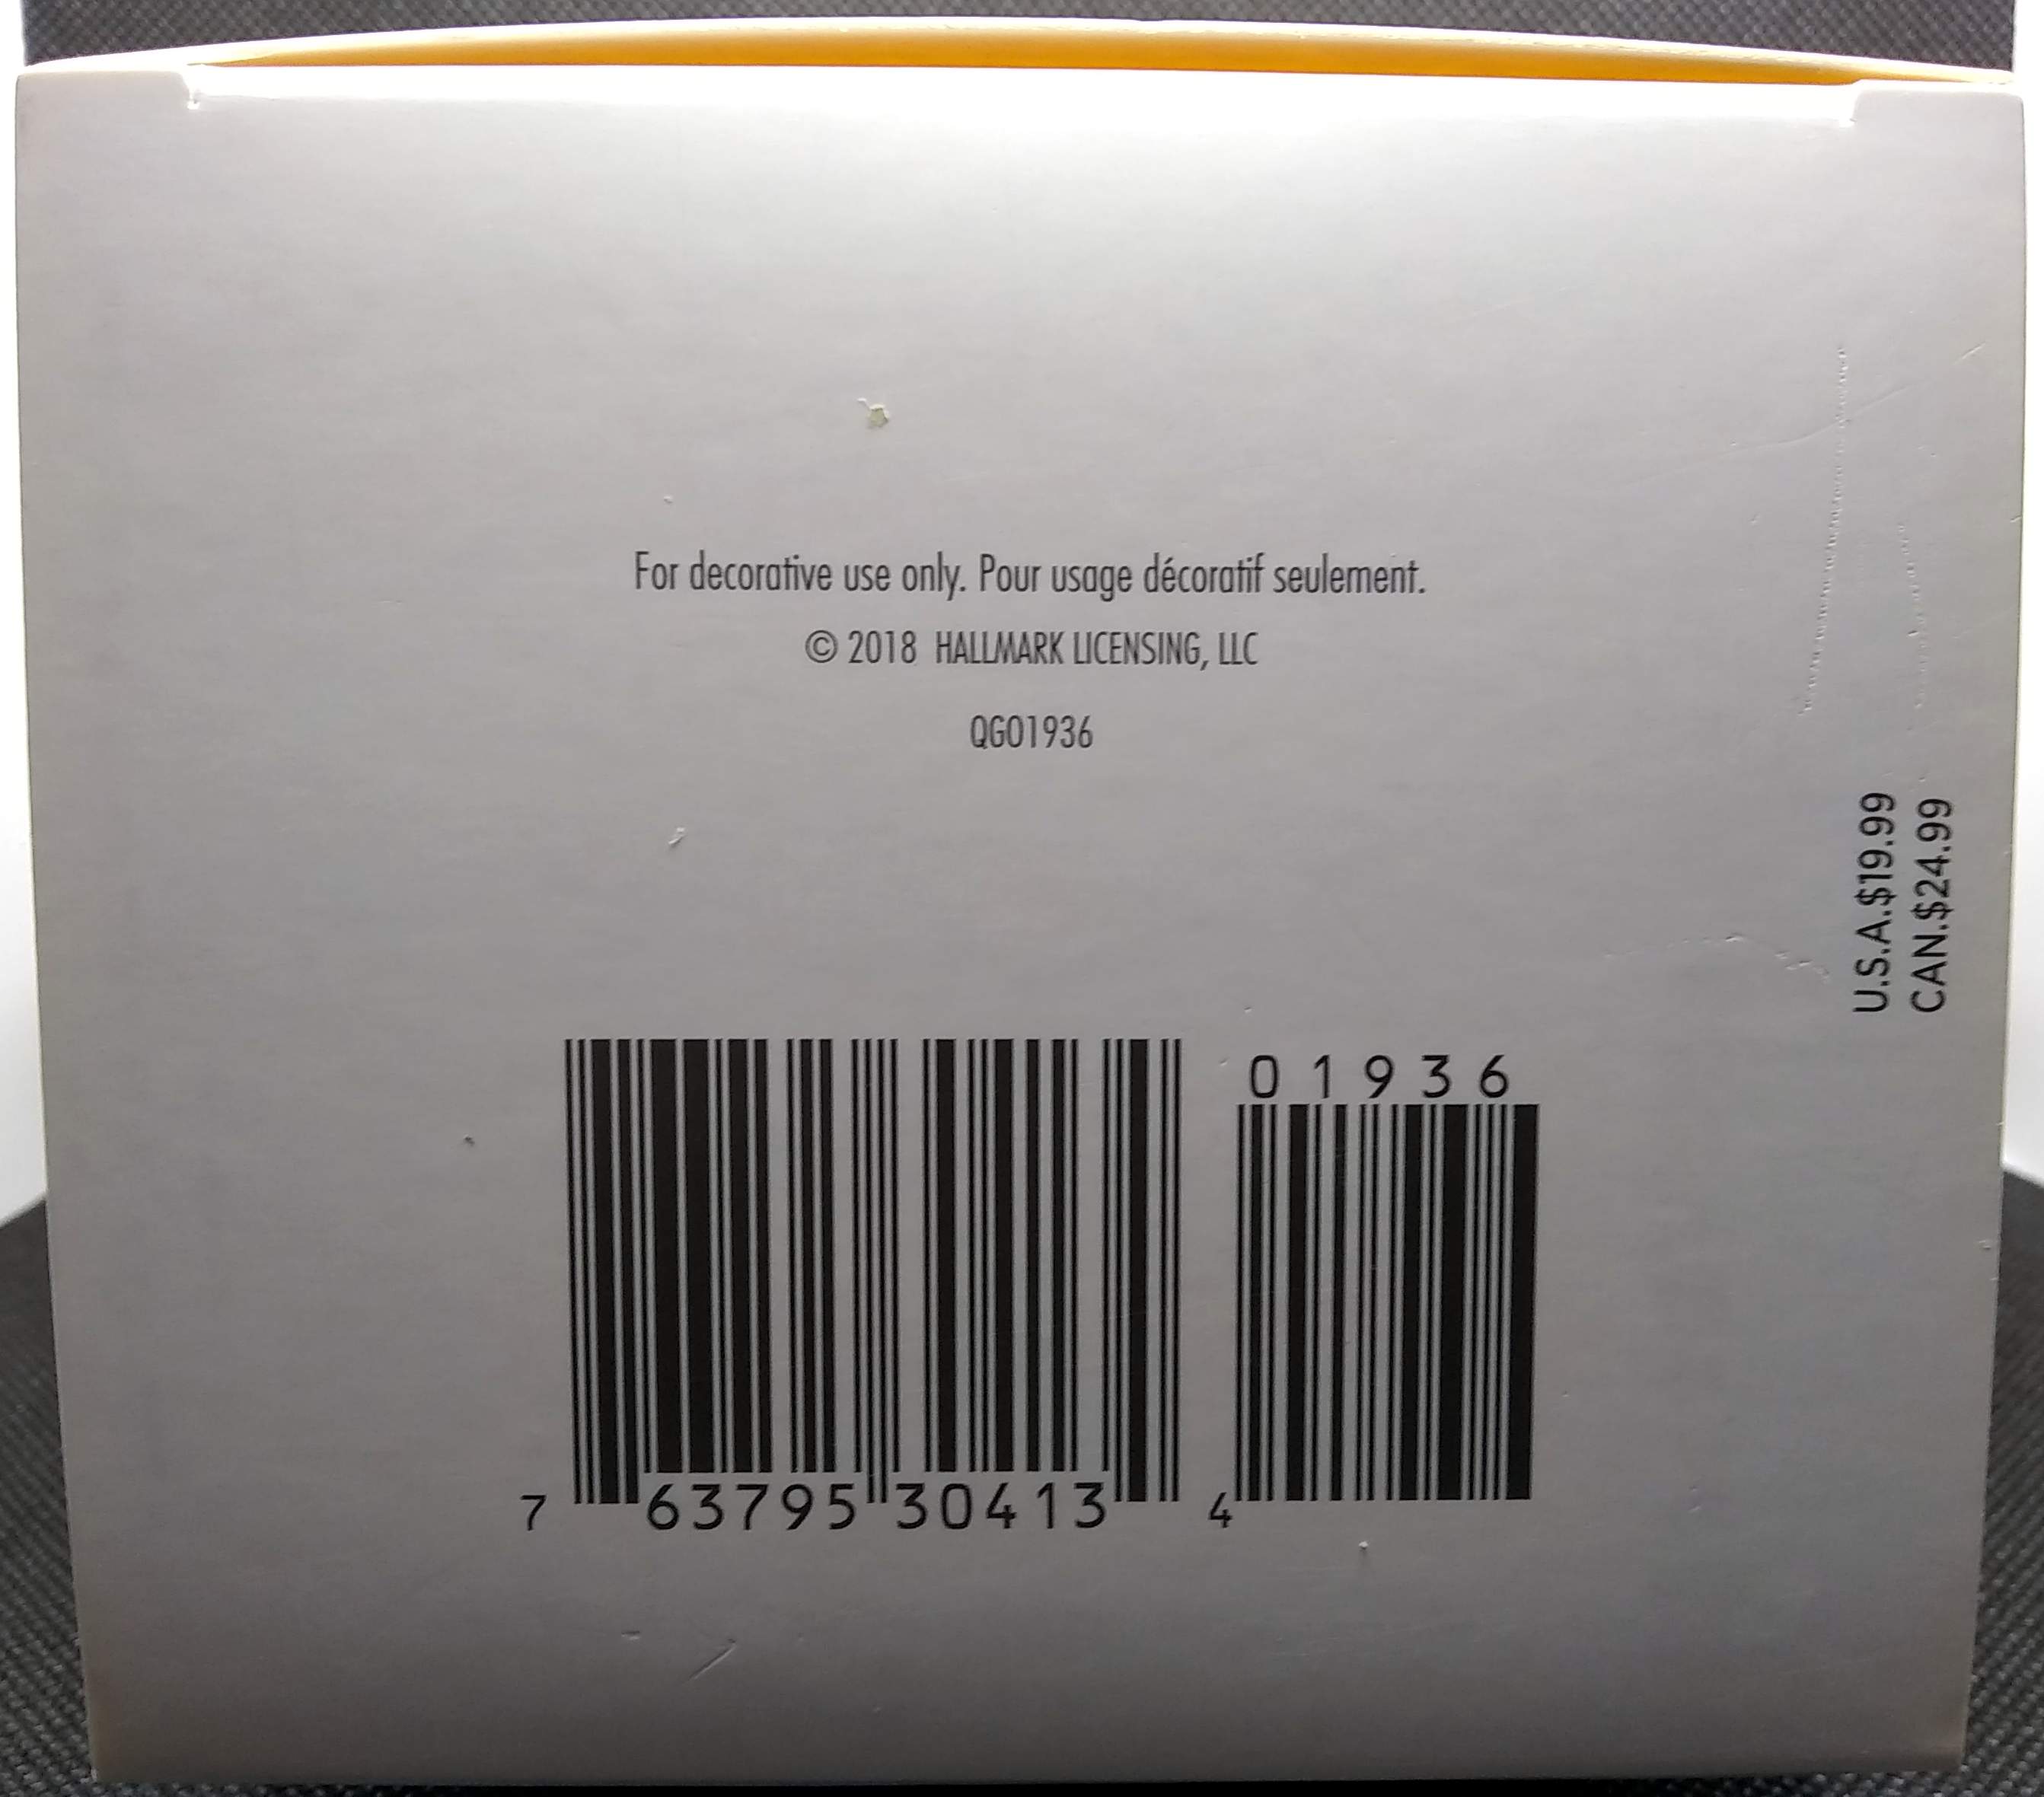 For decorative use only. Pour usage décoratif seulement.
© 2018 HALLMARK LICENSING, LLC
QGO1936
U.S.A.$19.99
CAN.$24.99
01936
7 63795 30413 4